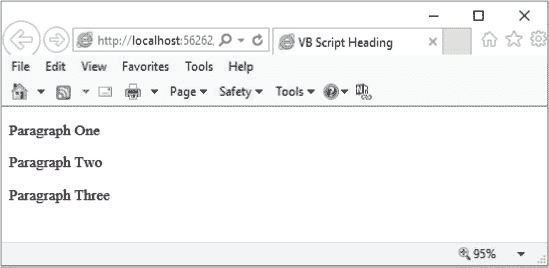 http://localhost:56262/
VB Script Heading
File Edit View Favorites Tools Help
Page Safety Tools
Paragraph One
Paragraph Two
Paragraph Three
95%